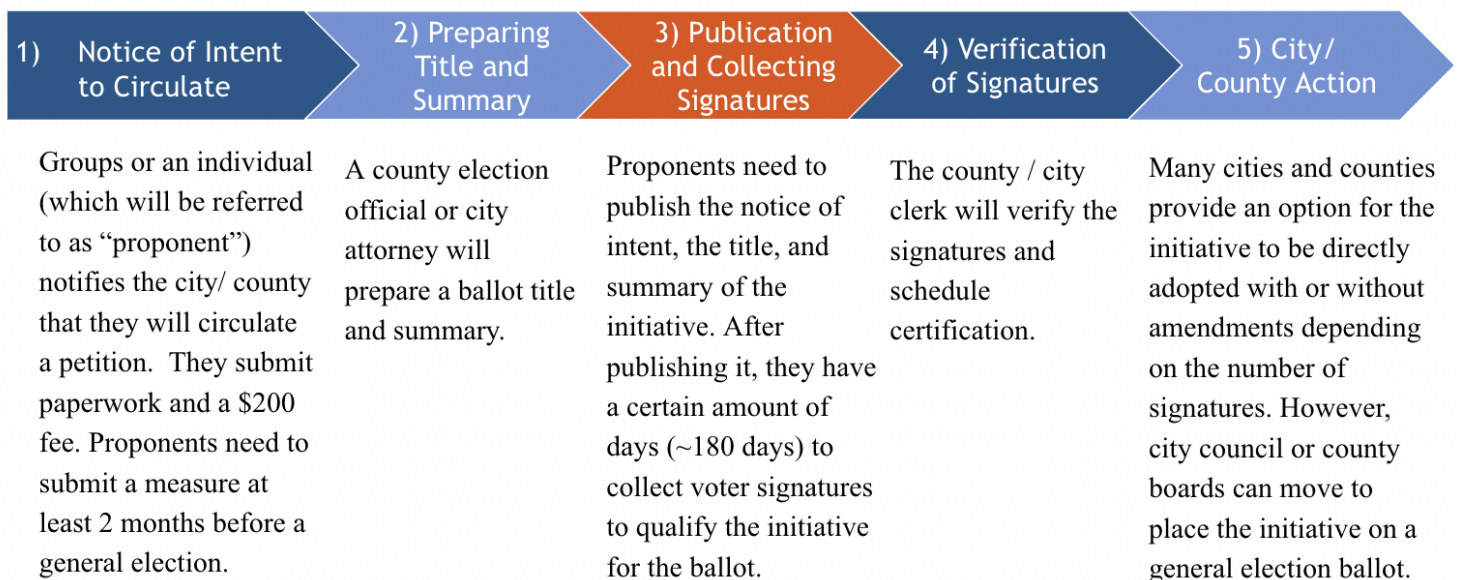 1) Notice of Intent
to Circulate
2) Preparing
Title and
Summary
3) Publication
and Collecting
Signatures
4) Verification
of Signatures
5) City/
County Action
Groups or an individual
(which will be referred
to as “proponent”)
notifies the city/ county
that they will circulate
a petition.  They submit
paperwork and a $200
fee. Proponents need to
submit a measure at
least 2 months before a
general election.
A county election
official or city
attorney will
prepare a ballot title
and summary.
Proponents need to
publish the notice of
intent, the title, and
summary of the
initiative. After
publishing it, they have
a certain amount of
days (~180 days) to
collect voter signatures
to qualify the initiative
for the ballot.
The county / city
clerk will verify the
signatures and
schedule
certification.
Many cities and counties
provide an option for the
initiative to be directly
adopted with or without
amendments depending
on the number of
signatures. However,
city council or county
boards can move to
place the initiative on a
general election ballot.